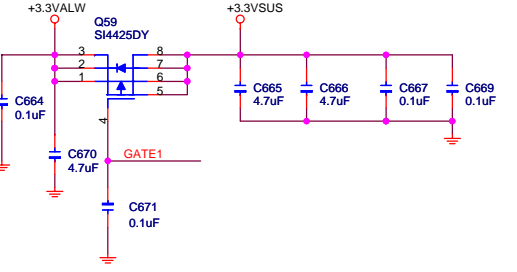 +3.3VALW
+3.3VSUS
Q59
SI4425DY
3
8
2
7
1
6
5
4
C664
0.1uF
C665
4.7uF
C666
4.7uF
C667
0.1uF
C669
0.1uF
C670
4.7uF
GATE1
C671
0.1uF